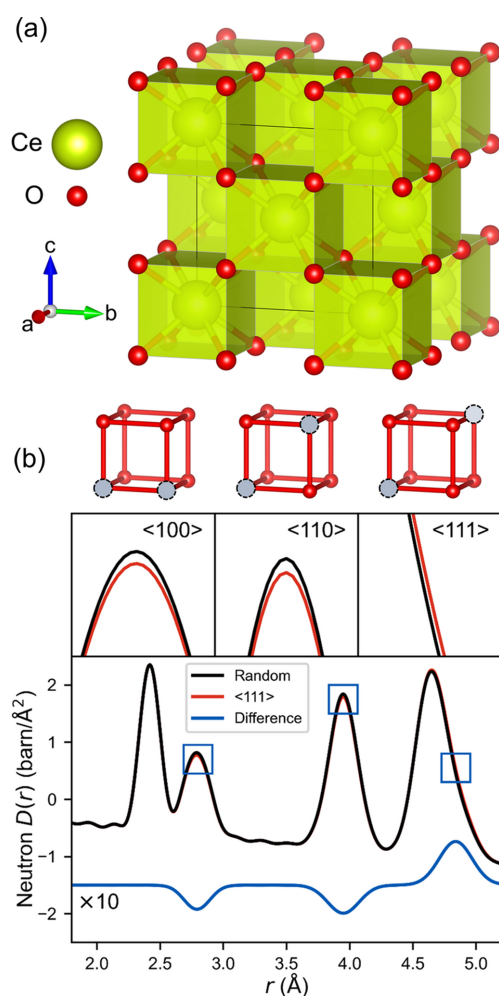 (a)
Ce
O
c
a
b
(b)
<100>
<110>
<111>
Random
<111>
Difference
Neutron D(r) (barn/Å²)
2
1
0
−1
−2
×10
2.0 2.5 3.0 3.5 4.0 4.5 5.0
r (Å)